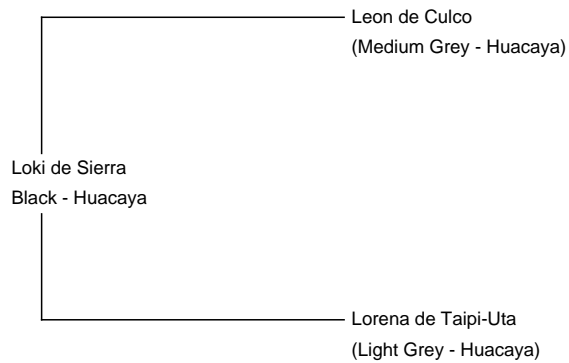 Leon de Culco
(Medium Grey - Huacaya)
Loki de Sierra
Black - Huacaya
Lorena de Taipi-Uta
(Light Grey - Huacaya)